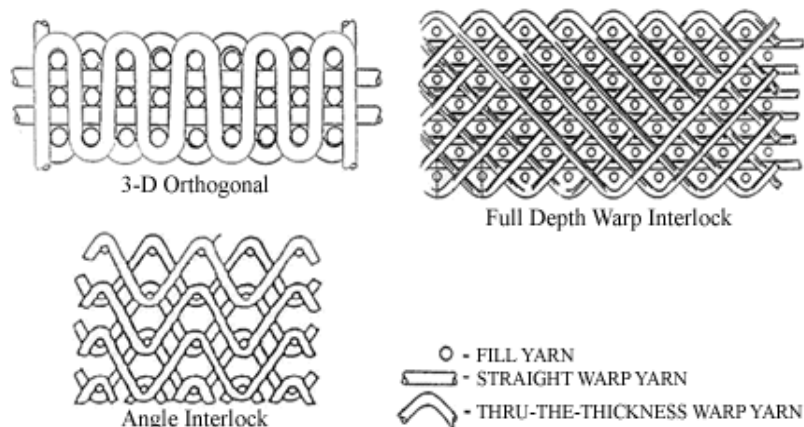 3-D Orthogonal
Full Depth Warp Interlock
Angle Interlock
- FILL YARN
- STRAIGHT WARP YARN
- THRU-THE-THICKNESS WARP YARN